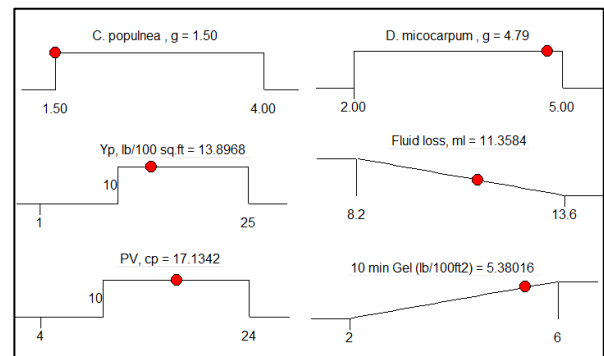 C. populnea , g = 1.50
1.50
4.00
D. micocarpum , g = 4.79
2.00
5.00
Yp, lb/100 sq.ft = 13.8968
10
1
25
Fluid loss, ml = 11.3584
8.2
13.6
PV, cp = 17.1342
10
4
24
10 min Gel (lb/100ft2) = 5.38016
2
6